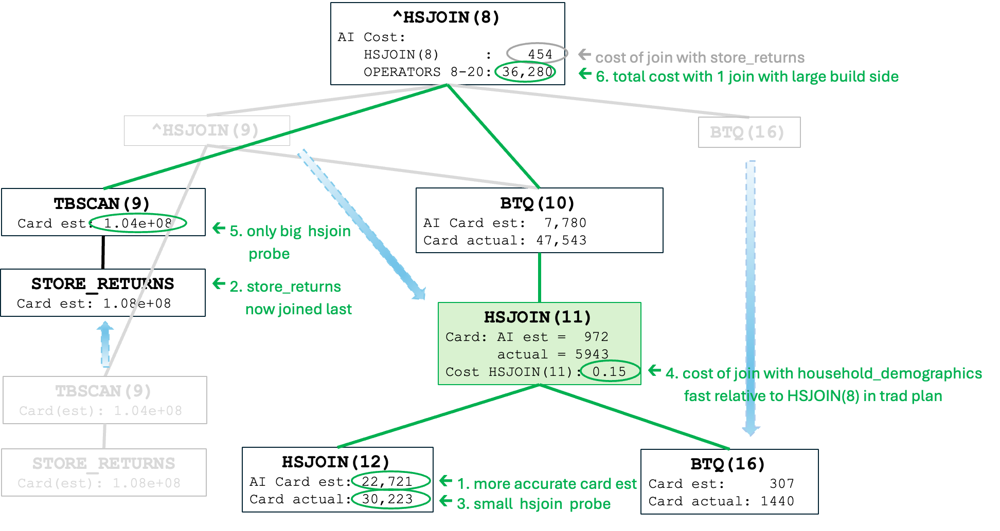 ^HSJOIN(8)
AI Cost:
HSJOIN(8) : 454
OPERATORS 8-20: 36,280
← cost of join with store_returns
← 6. total cost with 1 join with large build side
^HSJOIN(9)
BTQ(16)
TBSCAN(9)
Card est: 1.04e+08
← 5. only big hsjoin
probe
BTQ(10)
AI Card est: 7,780
Card actual: 47,543
STORE_RETURNS
Card est: 1.08e+08
← 2. store_returns
now joined last
HSJOIN(11)
Card: AI est = 972
actual = 5943
Cost HSJOIN(11): 0.15
← 4. cost of join with household_demographics
fast relative to HSJOIN(8) in trad plan
TBSCAN(9)
Card(est): 1.04e+08
STORE_RETURNS
Card(est): 1.08e+08
HSJOIN(12)
AI Card est: 22,721
Card actual: 30,223
← 1. more accurate card est
← 3. small hsjoin probe
BTQ(16)
Card est: 307
Card actual: 1440